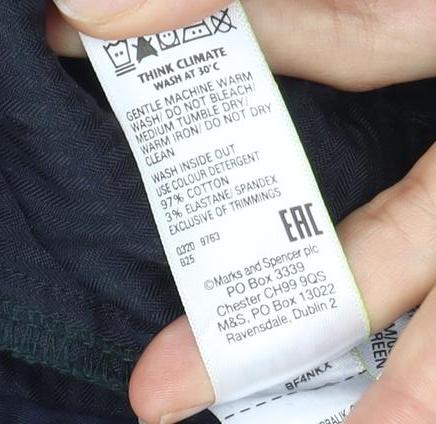 THINK CLIMATE
WASH AT 30°C
GENTLE MACHINE WARM
WASH/ DO NOT BLEACH/
MEDIUM TUMBLE DRY/
WARM IRON/ DO NOT DRY
CLEAN
WASH INSIDE OUT
USE COLOUR DETERGENT
97% COTTON
3% ELASTANE/SPANDEX
EXCLUSIVE OF TRIMMINGS
EAC
0320 9763
825
©Marks and Spencer plc
PO Box 3339
Chester CH99 9QS
M&S, PO Box 13022
Ravensdale, Dublin 2
BF4NKX